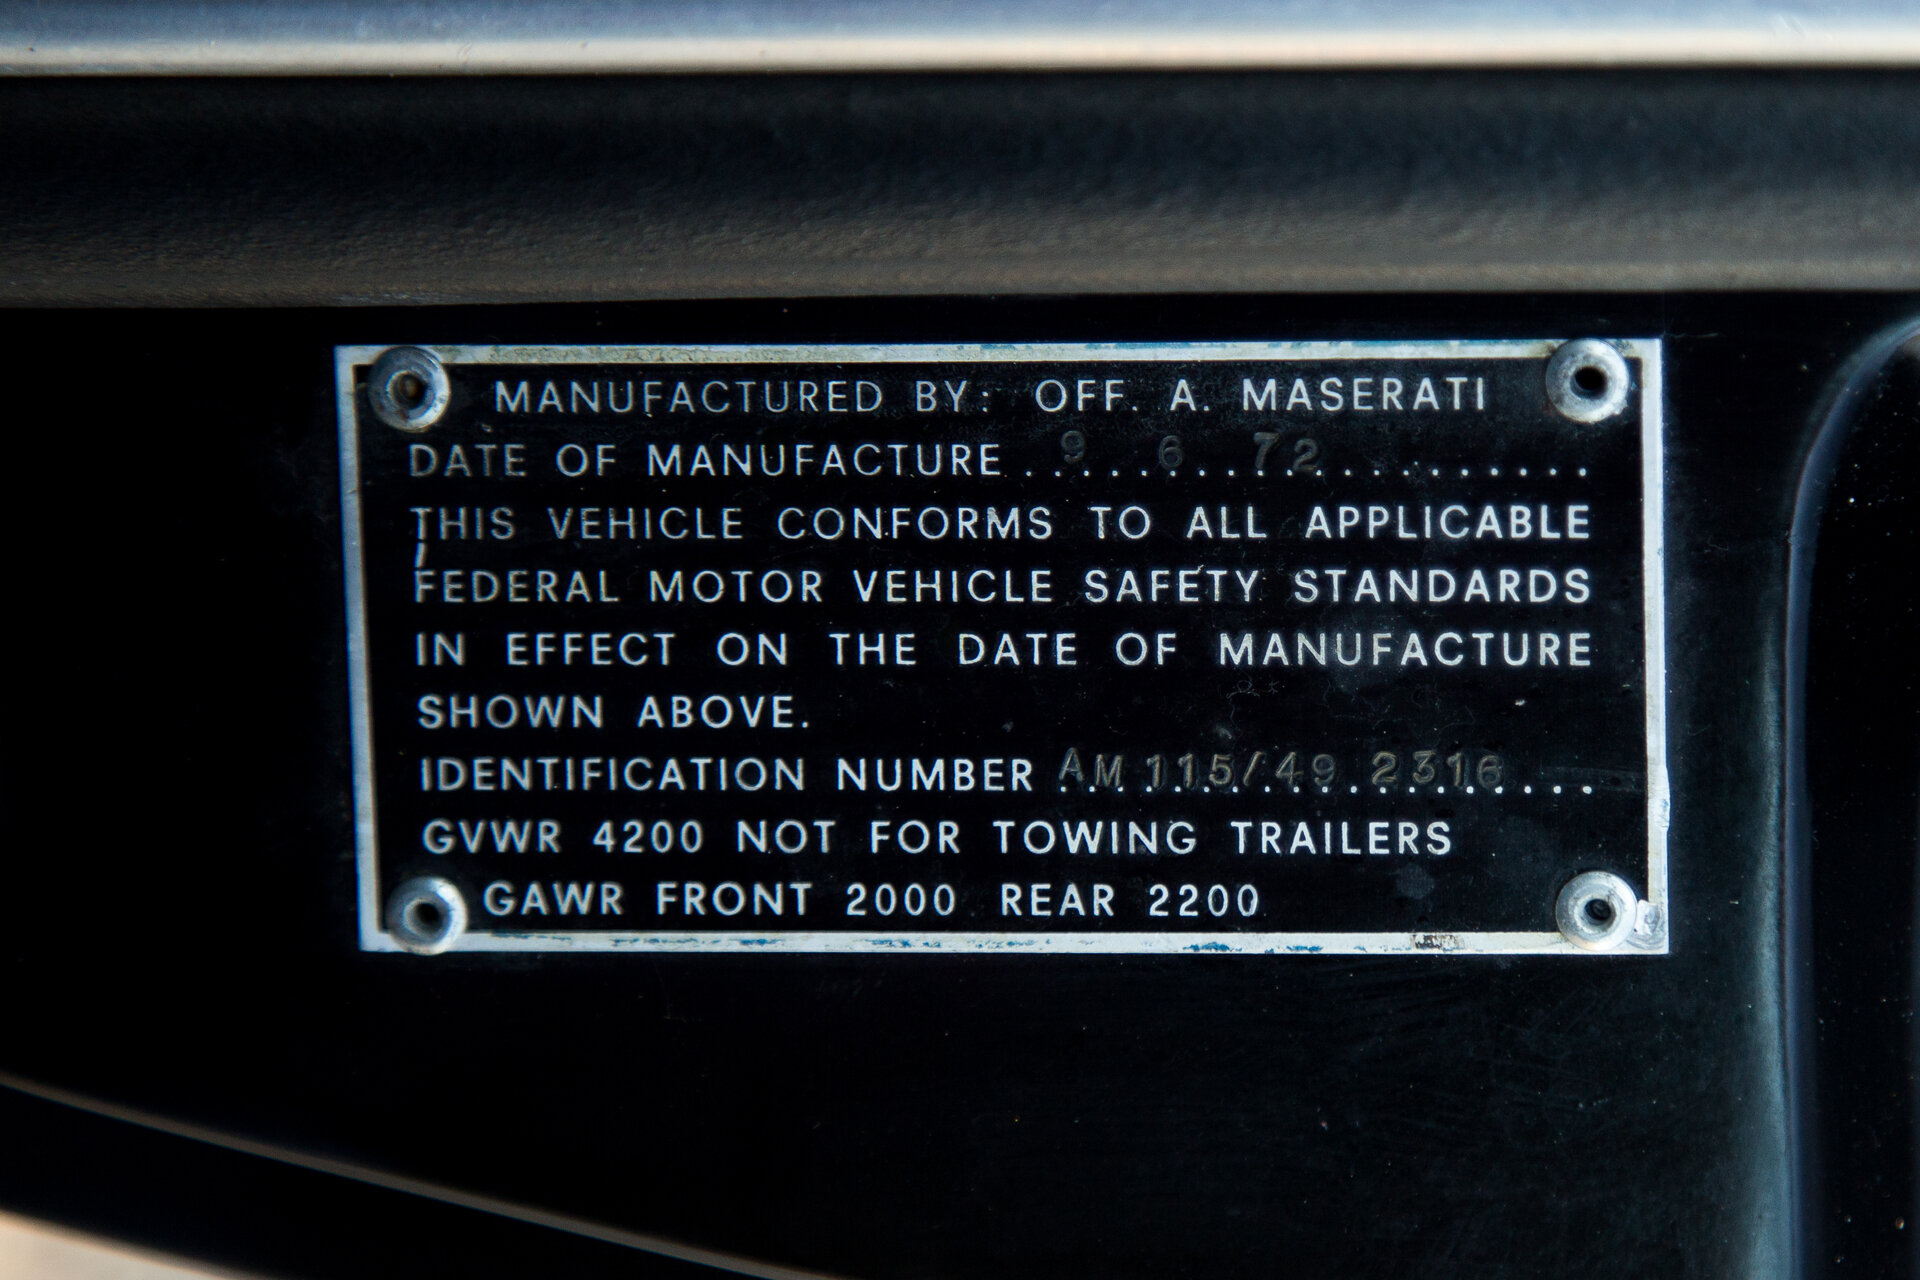 MANUFACTURED BY: OFF. A. MASERATI
DATE OF MANUFACTURE 9 6 72
THIS VEHICLE CONFORMS TO ALL APPLICABLE
FEDERAL MOTOR VEHICLE SAFETY STANDARDS
IN EFFECT ON THE DATE OF MANUFACTURE
SHOWN ABOVE.
IDENTIFICATION NUMBER AM 115/49 2316
GVWR 4200 NOT FOR TOWING TRAILERS
GAWR FRONT 2000 REAR 2200